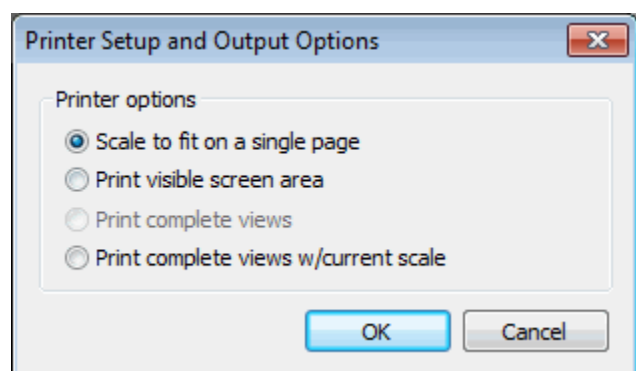 Printer Setup and Output Options
Printer options
Scale to fit on a single page
Print visible screen area
Print complete views
Print complete views w/current scale
OK Cancel